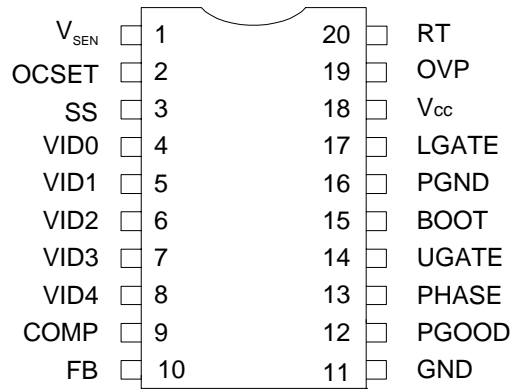 VSEN 1 20 RT
OCSET 2 19 OVP
SS 3 18 Vcc
VID0 4 17 LGATE
VID1 5 16 PGND
VID2 6 15 BOOT
VID3 7 14 UGATE
VID4 8 13 PHASE
COMP 9 12 PGOOD
FB 10 11 GND